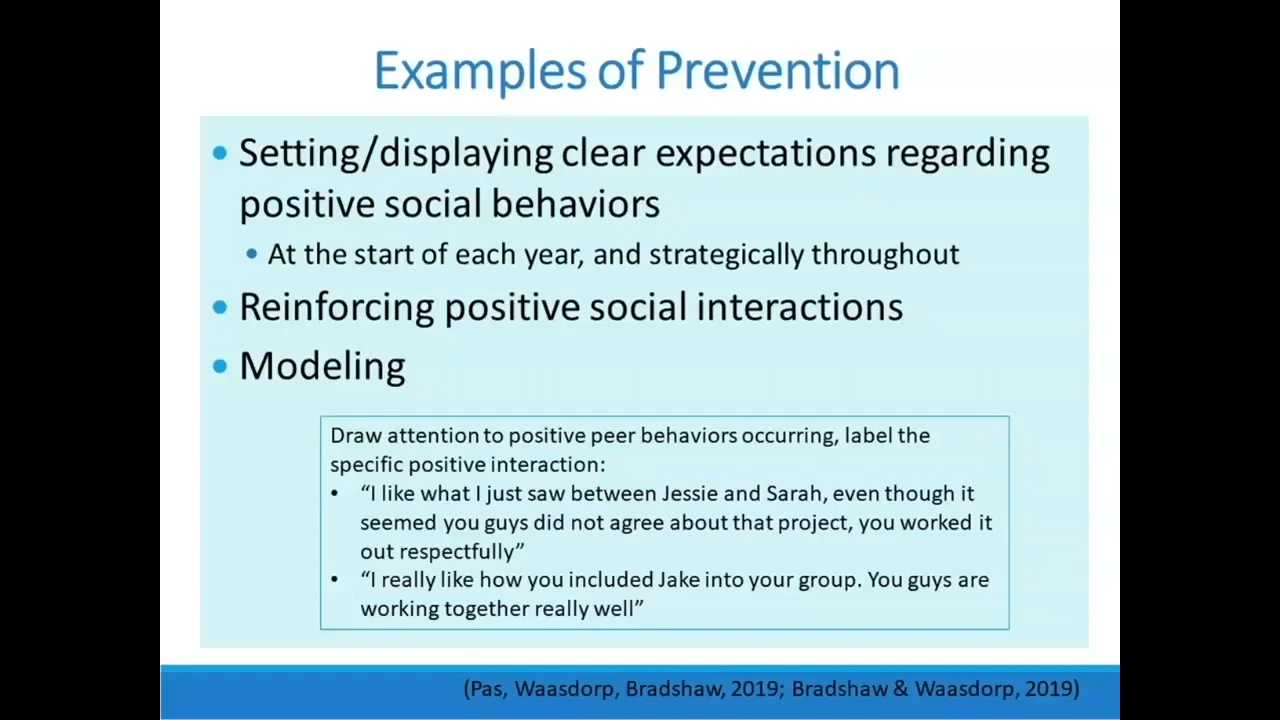 Examples of Prevention
• Setting/displaying clear expectations regarding
positive social behaviors
• At the start of each year, and strategically throughout
• Reinforcing positive social interactions
• Modeling
Draw attention to positive peer behaviors occurring, label the
specific positive interaction:
• “I like what I just saw between Jessie and Sarah, even though it
seemed you guys did not agree about that project, you worked it
out respectfully”
• “I really like how you included Jake into your group. You guys are
working together really well”
(Pas, Waasdorp, Bradshaw, 2019; Bradshaw & Waasdorp, 2019)